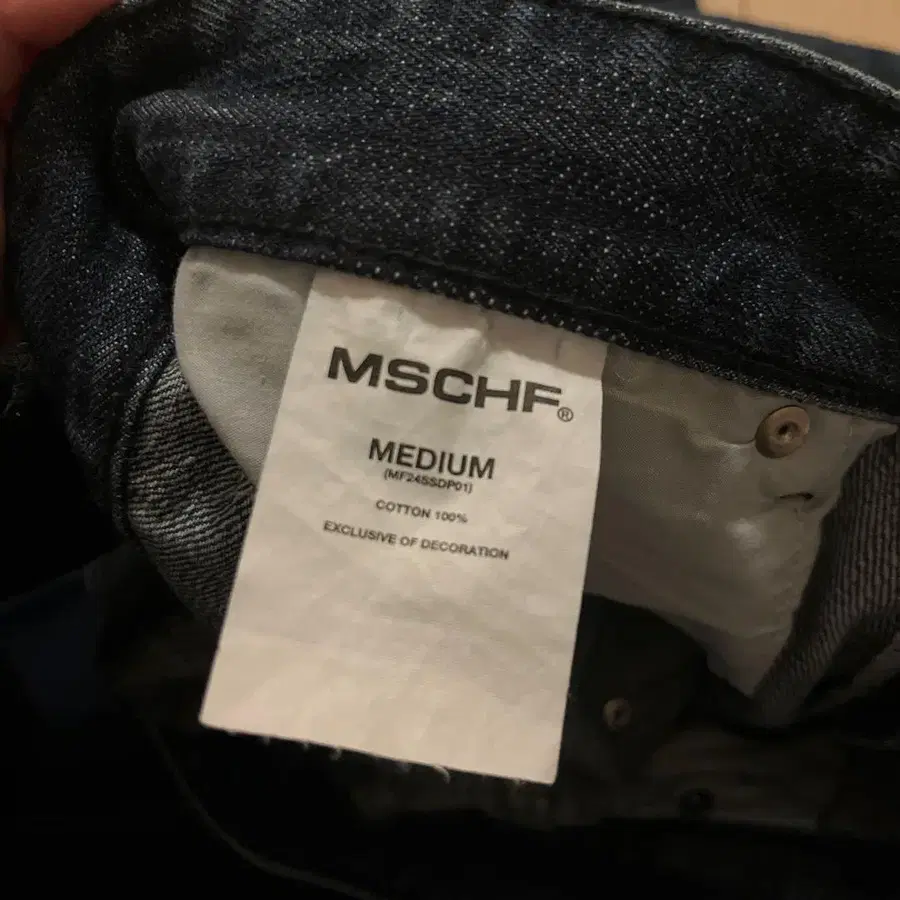 MSCHF®
MEDIUM
(MF24SSDP01)
COTTON 100%
EXCLUSIVE OF DECORATION